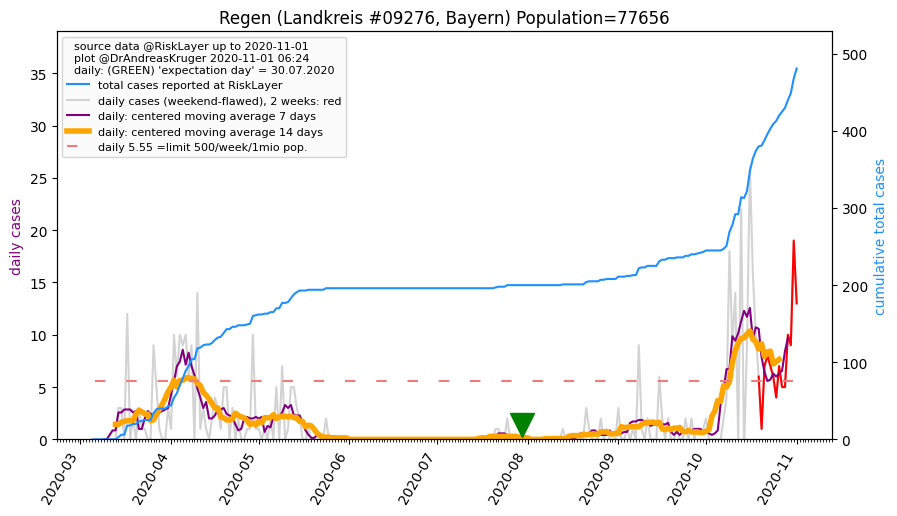 Regen (Landkreis #09276, Bayern) Population=77656
source data @RiskLayer up to 2020-11-01
plot @DrAndreasKruger 2020-11-01 06:24
daily: (GREEN) 'expectation day' = 30.07.2020
total cases reported at RiskLayer
daily cases (weekend-flawed), 2 weeks: red
daily: centered moving average 7 days
daily: centered moving average 14 days
daily 5.55 =limit 500/week/1mio pop.
daily cases
35
30
25
20
15
10
5
0
500
400
300
200
100
0
cumulative total cases
2020-03
2020-04
2020-05
2020-06
2020-07
2020-08
2020-09
2020-10
2020-11